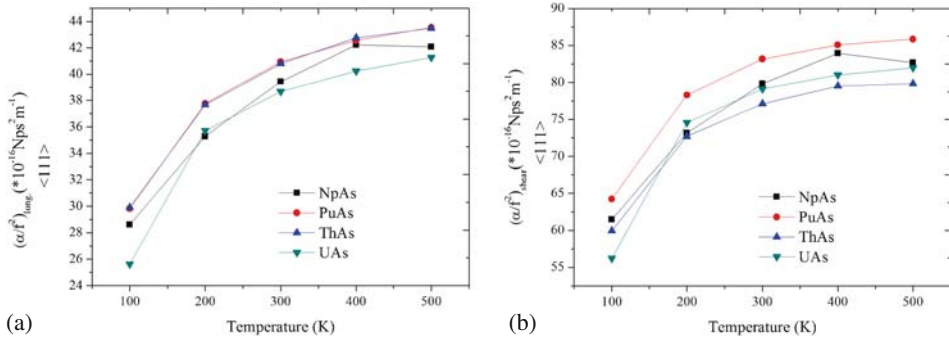 (α/f²)long.(*10⁻¹⁶Nps²m⁻¹)
<111>
44
42
40
38
36
34
32
30
28
26
24
NpAs
PuAs
ThAs
UAs
100 200 300 400 500
Temperature (K)
(a)
(α/f²)shear(*10⁻¹⁶Nps²m⁻¹)
<111>
90
85
80
75
70
65
60
55
NpAs
PuAs
ThAs
UAs
100 200 300 400 500
Temperature (K)
(b)